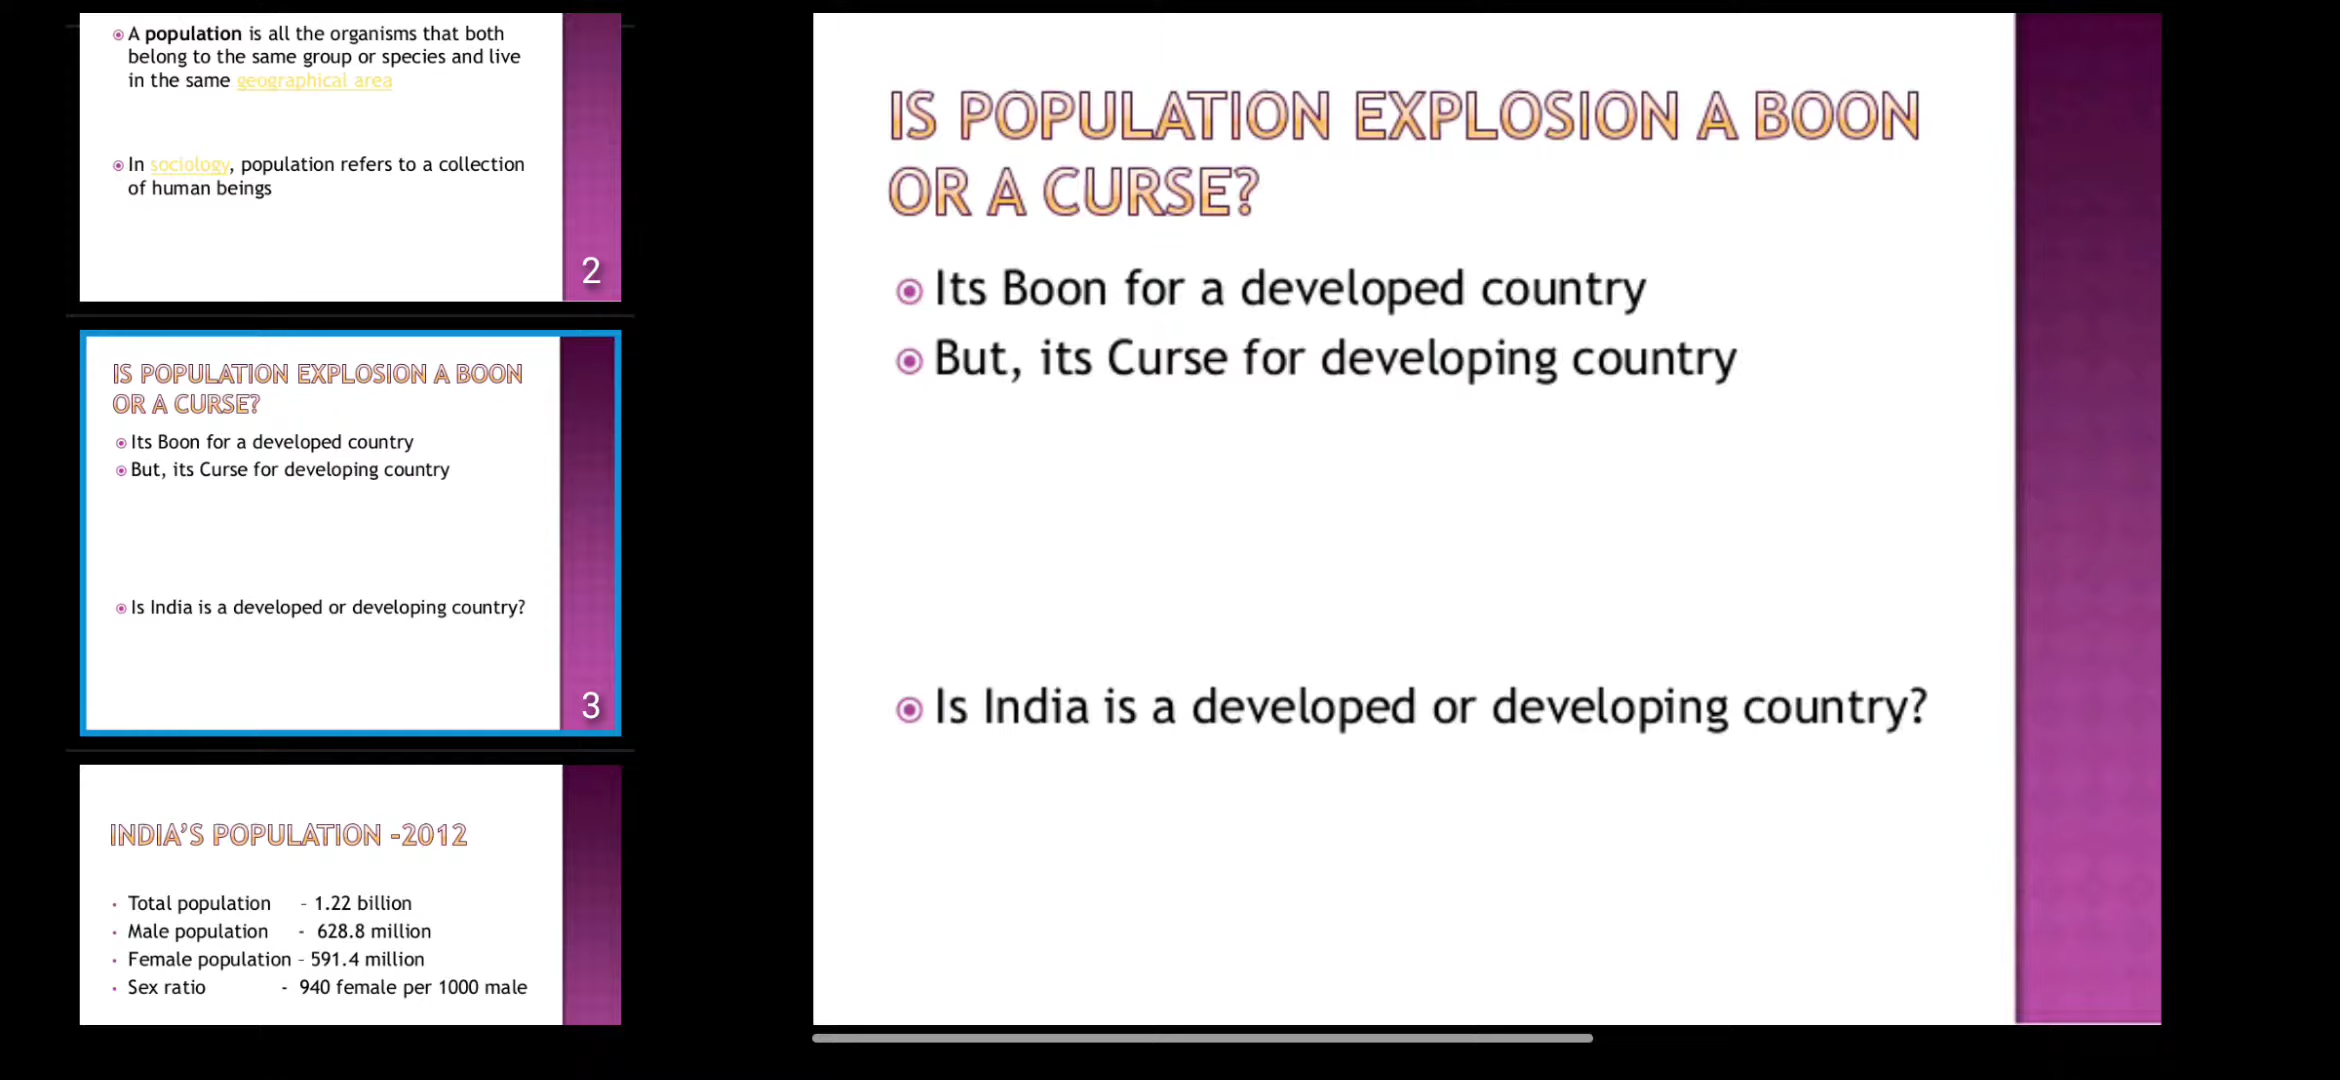 A population is all the organisms that both
belong to the same group or species and live
in the same geographical area
In sociology, population refers to a collection
of human beings
2
IS POPULATION EXPLOSION A BOON
OR A CURSE?
Its Boon for a developed country
But, its Curse for developing country
Is India is a developed or developing country?
3
INDIA'S POPULATION -2012
Total population - 1.22 billion
Male population - 628.8 million
Female population - 591.4 million
Sex ratio - 940 female per 1000 male
IS POPULATION EXPLOSION A BOON
OR A CURSE?
Its Boon for a developed country
But, its Curse for developing country
Is India is a developed or developing country?